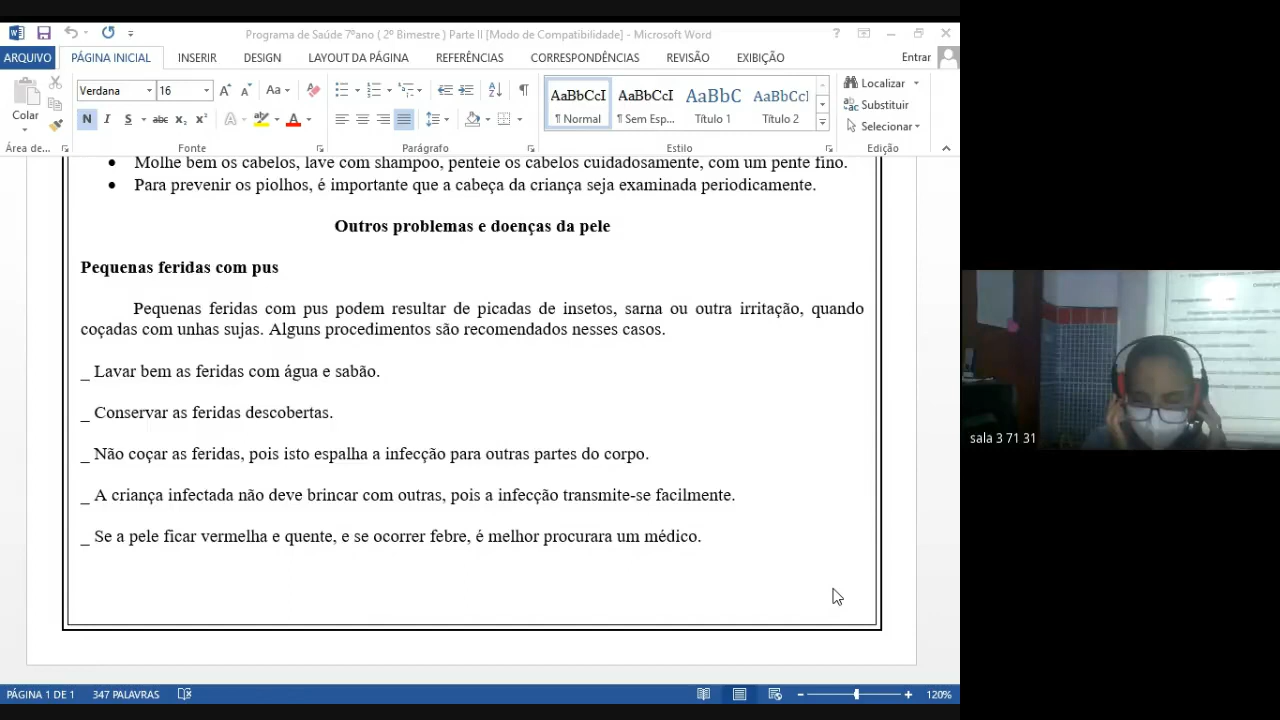 Programa de Saúde 7ºano ( 2º Bimestre ) Parte II [Modo de Compatibilidade] - Microsoft Word
ARQUIVO PÁGINA INICIAL INSERIR DESIGN LAYOUT DA PÁGINA REFERÊNCIAS CORRESPONDÊNCIAS REVISÃO EXIBIÇÃO Entrar
Colar
Verdana 16
AaBbCcI AaBbCcI AaBbC AaBbCcI
¶ Normal ¶ Sem Esp... Título 1 Título 2
Localizar
Substituir
Selecionar
Área de... Fonte Parágrafo Estilo Edição
Molhe bem os cabelos, lave com shampoo, penteie os cabelos cuidadosamente, com um pente fino.
Para prevenir os piolhos, é importante que a cabeça da criança seja examinada periodicamente.
Outros problemas e doenças da pele
Pequenas feridas com pus
Pequenas feridas com pus podem resultar de picadas de insetos, sarna ou outra irritação, quando
coçadas com unhas sujas. Alguns procedimentos são recomendados nesses casos.
_ Lavar bem as feridas com água e sabão.
_ Conservar as feridas descobertas.
_ Não coçar as feridas, pois isto espalha a infecção para outras partes do corpo.
_ A criança infectada não deve brincar com outras, pois a infecção transmite-se facilmente.
_ Se a pele ficar vermelha e quente, e se ocorrer febre, é melhor procurara um médico.
sala 3 71 31
PÁGINA 1 DE 1 347 PALAVRAS 120%